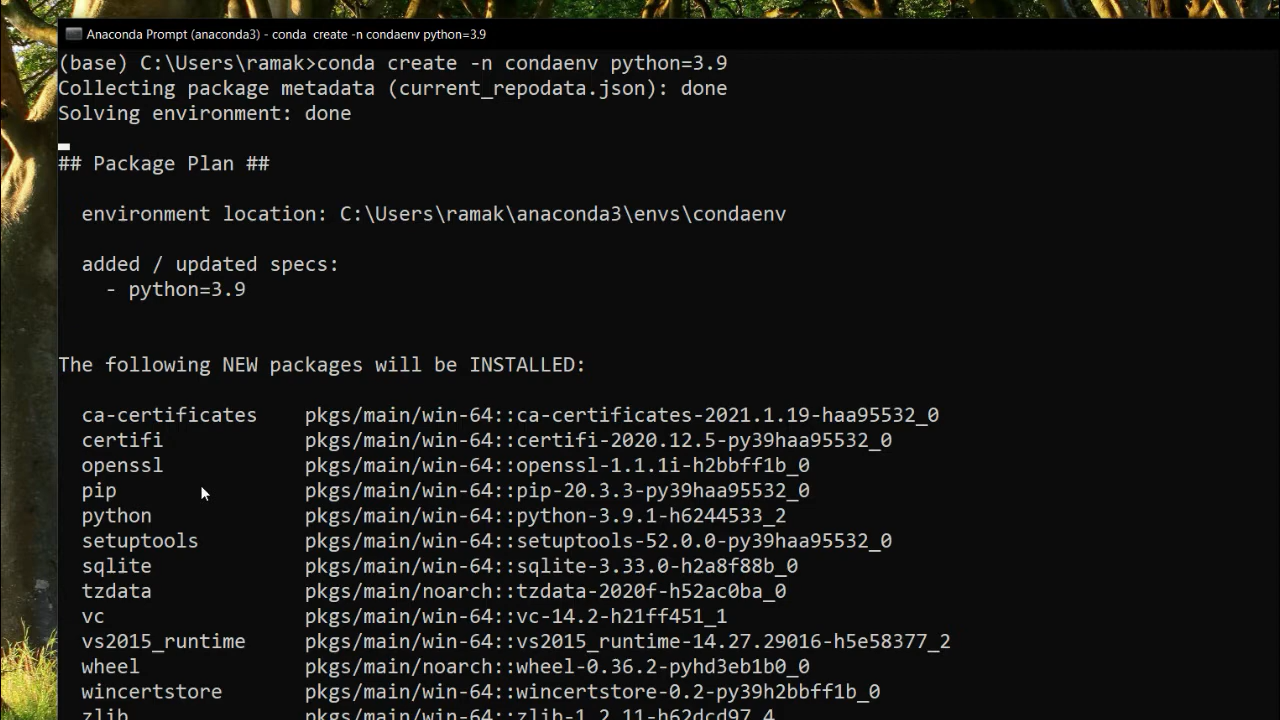 Anaconda Prompt (anaconda3) - conda  create -n condaenv python=3.9
(base) C:\Users\ramak>conda create -n condaenv python=3.9
Collecting package metadata (current_repodata.json): done
Solving environment: done
## Package Plan ##
environment location: C:\Users\ramak\anaconda3\envs\condaenv
added / updated specs:
- python=3.9
The following NEW packages will be INSTALLED:
ca-certificates    pkgs/main/win-64::ca-certificates-2021.1.19-haa95532_0
certifi            pkgs/main/win-64::certifi-2020.12.5-py39haa95532_0
openssl            pkgs/main/win-64::openssl-1.1.1i-h2bbff1b_0
pip                pkgs/main/win-64::pip-20.3.3-py39haa95532_0
python             pkgs/main/win-64::python-3.9.1-h6244533_2
setuptools         pkgs/main/win-64::setuptools-52.0.0-py39haa95532_0
sqlite             pkgs/main/win-64::sqlite-3.33.0-h2a8f88b_0
tzdata             pkgs/main/noarch::tzdata-2020f-h52ac0ba_0
vc                 pkgs/main/win-64::vc-14.2-h21ff451_1
vs2015_runtime     pkgs/main/win-64::vs2015_runtime-14.27.29016-h5e58377_2
wheel              pkgs/main/noarch::wheel-0.36.2-pyhd3eb1b0_0
wincertstore       pkgs/main/win-64::wincertstore-0.2-py39h2bbff1b_0
zlib               pkgs/main/win-64::zlib-1.2.11-h62dcd97_4